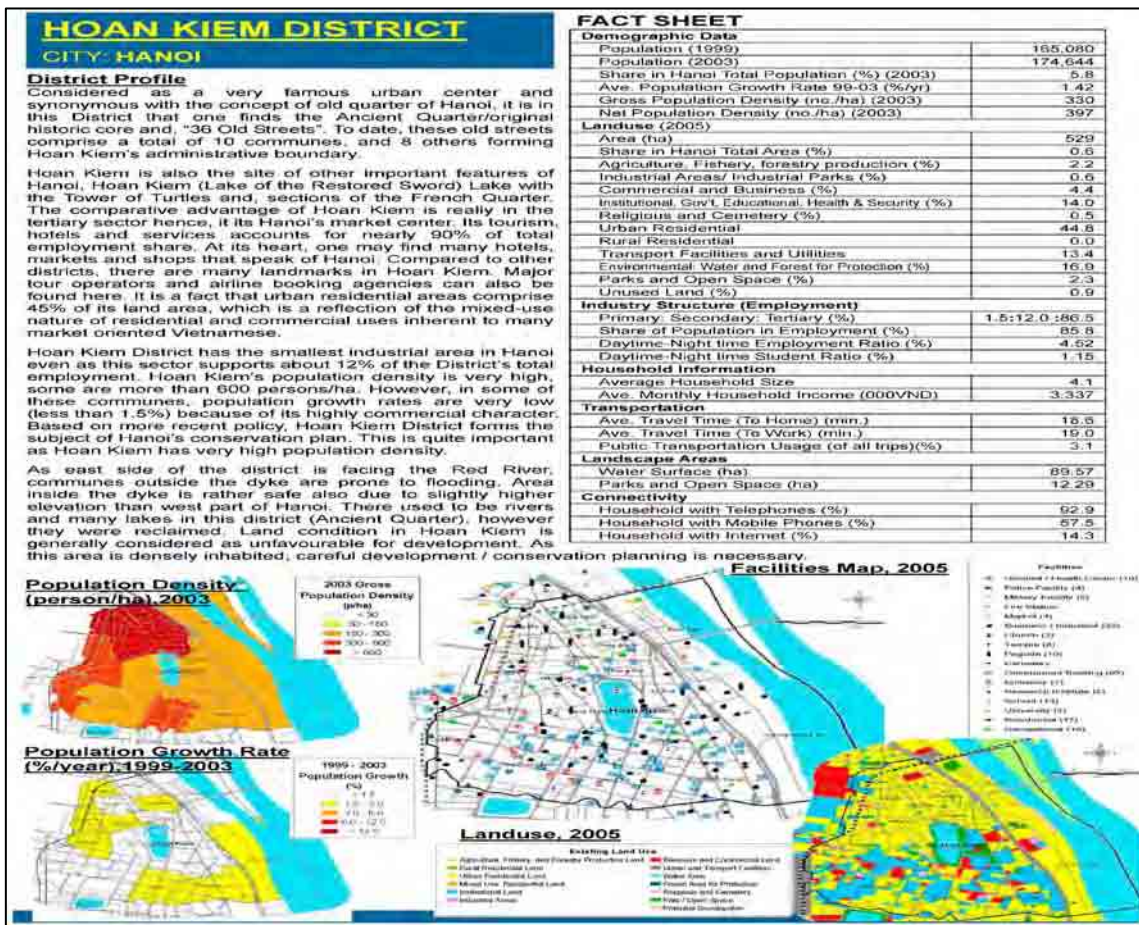 HOAN KIEM DISTRICT
CITY: HANOI
District Profile
Considered as a very famous urban center and
synonymous with the concept of old quarter of Hanoi, it is in
this District that one finds the Ancient Quarter/original
historic core and, "36 Old Streets". To date, these old streets
comprise a total of 10 communes, and 8 others forming
Hoan Kiem's administrative boundary.
Hoan Kiem is also the site of other important features of
Hanoi, Hoan Kiem (Lake of the Restored Sword) Lake with
the Tower of Turtles and, sections of the French Quarter.
The comparative advantage of Hoan Kiem is really in the
tertiary sector hence, it its Hanoi's market center. Its tourism,
hotels and services accounts for nearly 90% of total
employment share. At its heart, one may find many hotels,
markets and shops that speak of Hanoi. Compared to other
districts, there are many landmarks in Hoan Kiem. Major
tour operators and airline booking agencies can also be
found here. It is a fact that urban residential areas comprise
45% of its land area, which is a reflection of the mixed-use
nature of residential and commercial uses inherent to many
market oriented Vietnamese.
Hoan Kiem District has the smallest industrial area in Hanoi
even as this sector supports about 12% of the District's total
employment. Hoan Kiem's population density is very high,
some are more than 600 persons/ha. However, in some of
these communes, population growth rates are very low
(less than 1.5%) because of its highly commercial character.
Based on more recent policy, Hoan Kiem District forms the
subject of Hanoi's conservation plan. This is quite important
as Hoan Kiem has very high population density.
As east side of the district is facing the Red River,
communes outside the dyke are prone to flooding. Area
inside the dyke is rather safe also due to slightly higher
elevation than west part of Hanoi. There used to be rivers
and many lakes in this district (Ancient Quarter), however
they were reclaimed. Land condition in Hoan Kiem is
generally considered as unfavourable for development. As
this area is densely inhabited, careful development / conservation planning is necessary.
FACT SHEET
Demographic Data
Population (1999) 165,080
Population (2003) 174,644
Share in Hanoi Total Population (%) (2003) 5.8
Ave. Population Growth Rate 99-03 (%/yr) 1.42
Gross Population Density (no./ha) (2003) 330
Net Population Density (no./ha) (2003) 397
Landuse (2005)
Area (ha) 529
Share in Hanoi Total Area (%) 0.6
Agriculture, Fishery, forestry production (%) 2.2
Industrial Areas/ Industrial Parks (%) 0.6
Commercial and Business (%) 4.4
Institutional, Gov't, Educational, Health & Security (%) 14.0
Religious and Cemetery (%) 0.5
Urban Residential 44.8
Rural Residential 0.0
Transport Facilities and Utilities 13.4
Environmental: Water and Forest for Protection (%) 16.9
Parks and Open Space (%) 2.3
Unused Land (%) 0.9
Industry Structure (Employment)
Primary: Secondary: Tertiary (%) 1.5:12.0 :86.5
Share of Population in Employment (%) 85.8
Daytime-Night time Employment Ratio (%) 4.52
Daytime-Night time Student Ratio (%) 1.15
Household Information
Average Household Size 4.1
Ave. Monthly Household Income (000VND) 3.337
Transportation
Ave. Travel Time (To Home) (min.) 18.6
Ave. Travel Time (To Work) (min.) 19.0
Public Transportation Usage (of all trips)(%) 3.1
Landscape Areas
Water Surface (ha) 89.57
Parks and Open Space (ha) 12.29
Connectivity
Household with Telephones (%) 92.9
Household with Mobile Phones (%) 57.5
Household with Internet (%) 14.3
Population Density
(person/ha),2003
2003 Gross
Population Density
(p/ha)
Facilities Map, 2005
Facilities
Population Growth Rate
(%/year),1999-2003
1999 - 2003
Population Growth
(%)
Landuse, 2005
Existing Land Use